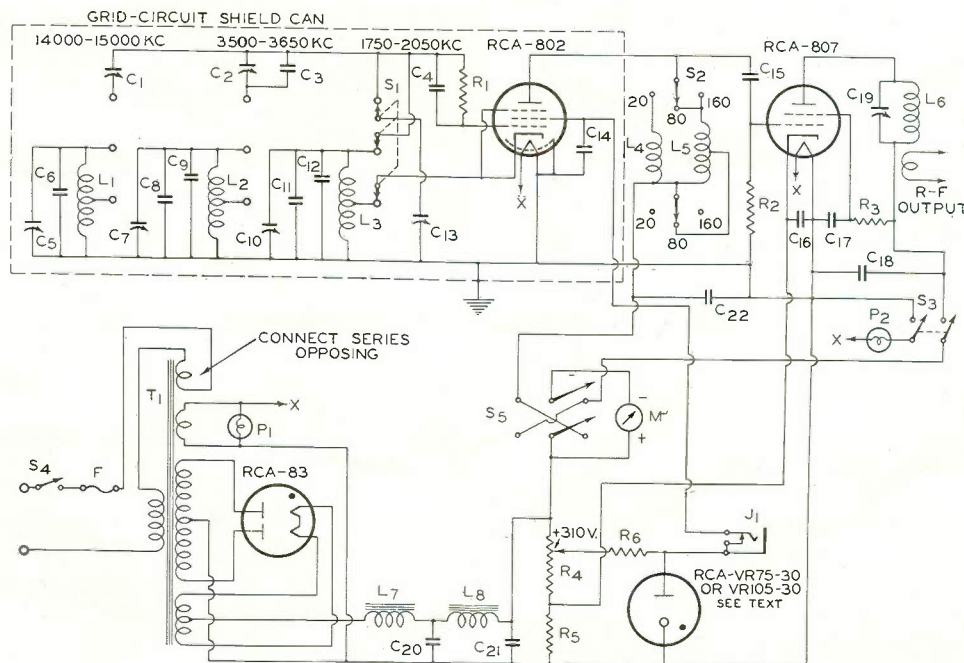 GRID-CIRCUIT SHIELD CAN
14000-15000 KC 3500-3650 KC 1750-2050 KC RCA-802 RCA-807
C1 C2 C3 S1 C4 R1 S2 C15 C19 L6
20 80 160
C14
C6 L1 C8 C9 L2 C11 C12 L3 L4 L5
R-F
OUTPUT
X X
C5 C7 C10 C13 20 80 160 R2 C16 C17 R3
C18
C22 S3
P2
X
CONNECT SERIES
OPPOSING
T1 X
P1
S5 - M - +
S4 F RCA-83
+310 V. R6 J1
R4
RCA-VR75-30
OR VR105-30
SEE TEXT
L7 L8
R5
C20 C21